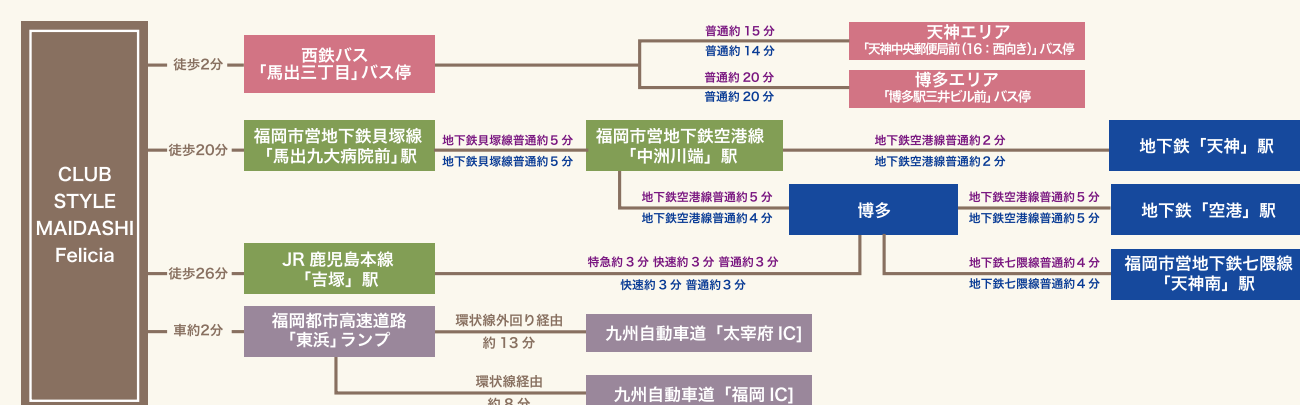 CLUB
STYLE
MAIDASHI
Felicia
徒歩2分
西鉄バス
「馬出三丁目」バス停
普通約 15 分
普通約 14 分
天神エリア
「天神中央郵便局前（16：西向き）」バス停
普通約 20 分
普通約 20 分
博多エリア
「博多駅三井ビル前」バス停
徒歩20分
福岡市営地下鉄貝塚線
「馬出九大病院前」駅
地下鉄貝塚線普通約５分
地下鉄貝塚線普通約５分
福岡市営地下鉄空港線
「中洲川端」駅
地下鉄空港線普通約２分
地下鉄空港線普通約２分
地下鉄「天神」駅
地下鉄空港線普通約５分
地下鉄空港線普通約４分
博多
地下鉄空港線普通約５分
地下鉄空港線普通約５分
地下鉄「空港」駅
徒歩26分
JR 鹿児島本線
「吉塚」駅
特急約３分 快速約３分 普通約３分
快速約３分 普通約３分
地下鉄七隈線普通約４分
地下鉄七隈線普通約４分
福岡市営地下鉄七隈線
「天神南」駅
車約2分
福岡都市高速道路
「東浜」ランプ
環状線外回り経由
約 13 分
九州自動車道「太宰府 IC]
環状線経由
約８分
九州自動車道「福岡 IC]